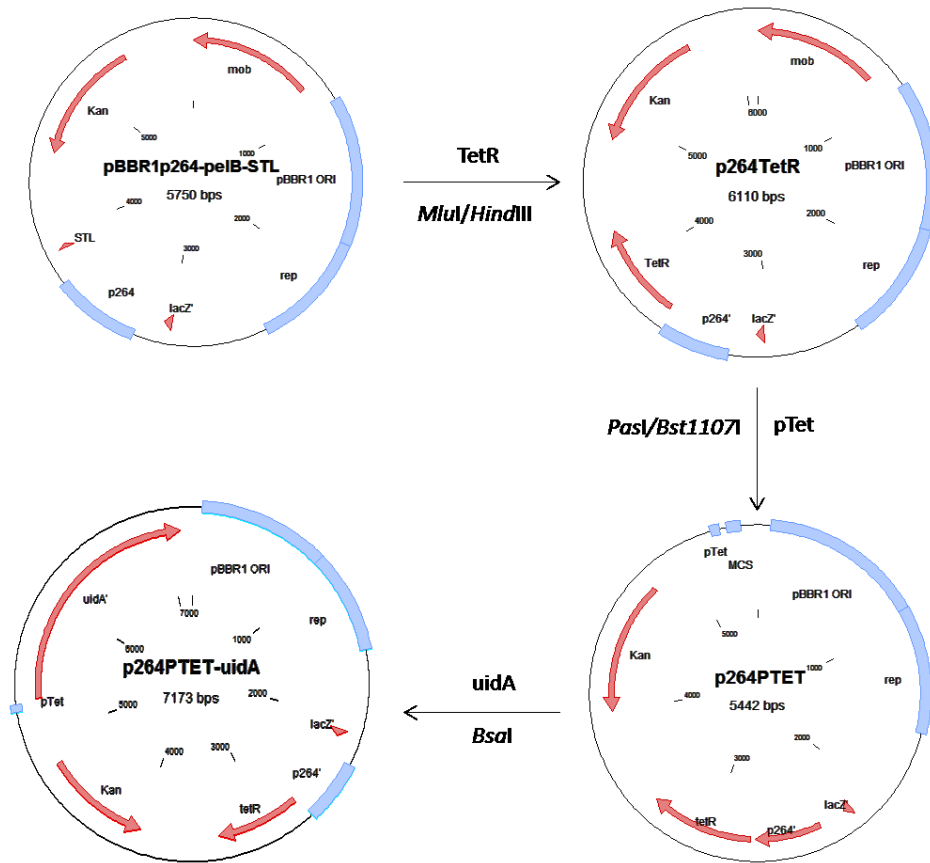 mob
Kan
5000
1000
pBBR1p264-pelB-STL
pBBR1 ORI
5750 bps
4000
2000
STL
3000
rep
p264
lacZ'
TetR
MluI/HindIII
mob
6000
Kan
5000
1000
p264TetR
pBBR1 ORI
6110 bps
4000
2000
TetR
3000
rep
p264'
lacZ'
PasI/Bst1107I
pTet
pTet
MCS
pBBR1 ORI
Kan
5000
1000
p264PTET
rep
4000
5442 bps
2000
3000
lacZ'
tetR
p264'
uidA
BsaI
pBBR1 ORI
uidA'
7000
rep
6000
1000
p264PTET-uidA
7173 bps
2000
pTet
5000
lacZ'
3000
4000
p264'
Kan
tetR